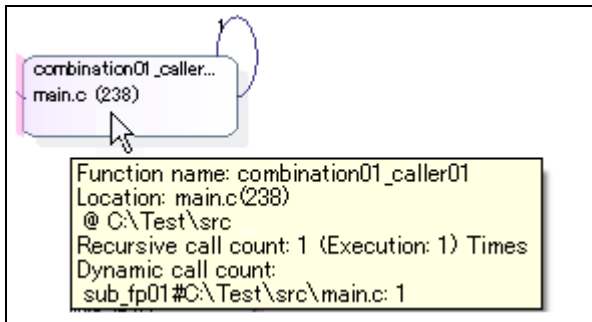 1
combination01_caller...
main.c (238)
Function name: combination01_caller01
Location: main.c(238)
@ C:\Test\src
Recursive call count: 1 (Execution: 1) Times
Dynamic call count:
sub_fp01#C:\Test\src\main.c: 1